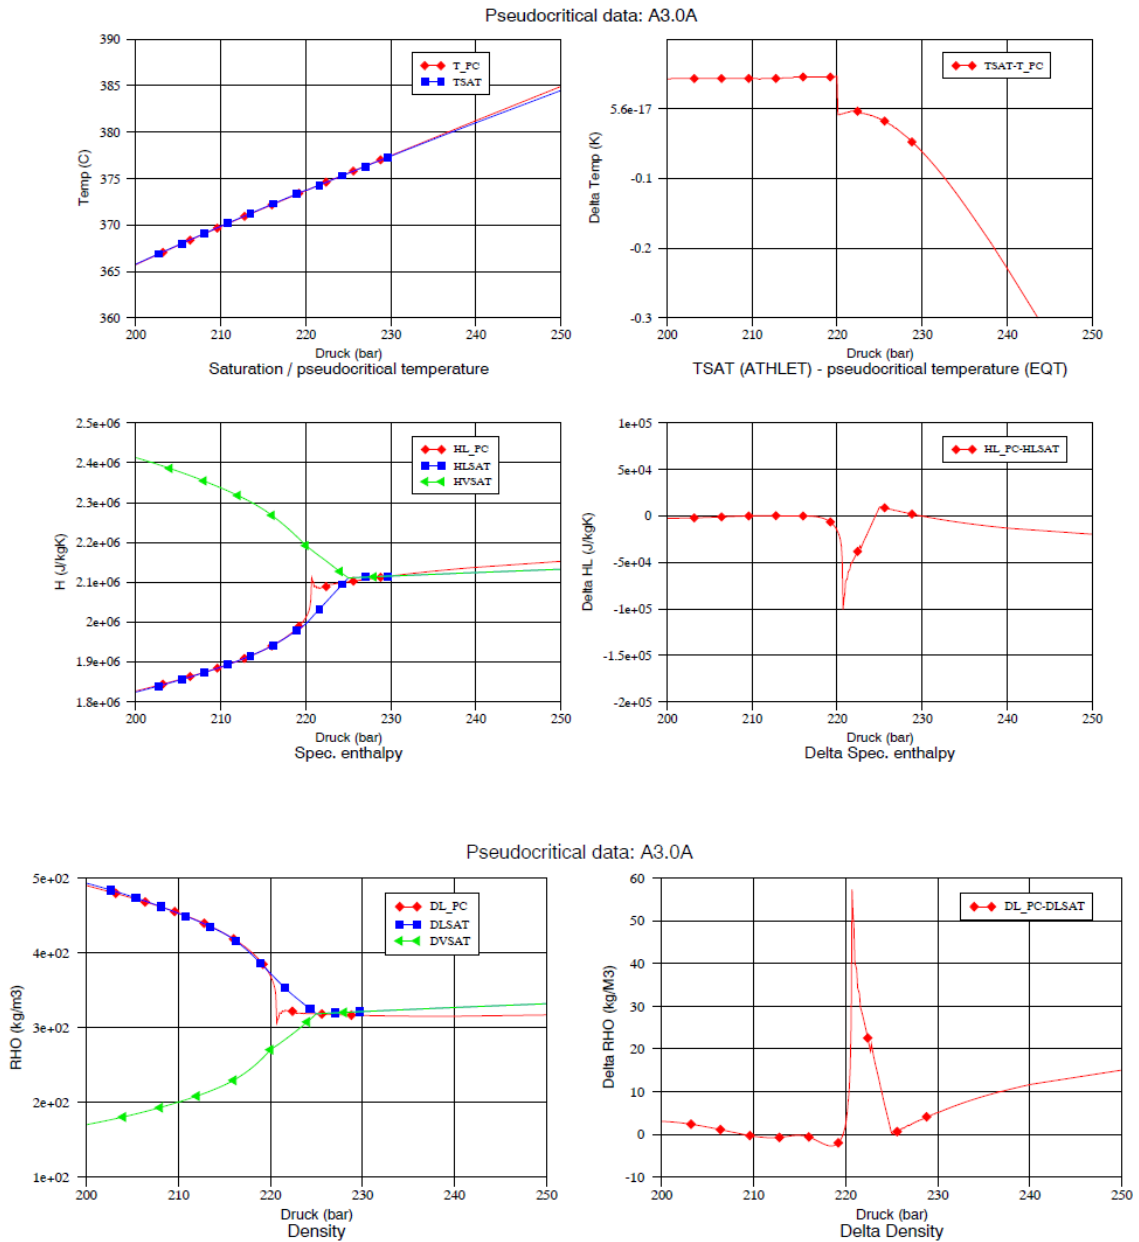 Pseudocritical data: A3.0A
390
385
380
375
370
365
360
Temp (C)
T_PC
TSAT
200
210
220
230
240
250
Druck (bar)
Saturation / pseudocritical temperature
5.6e-17
-0.1
-0.2
-0.3
Delta Temp (K)
TSAT-T_PC
200
210
220
230
240
250
Druck (bar)
TSAT (ATHLET) - pseudocritical temperature (EQT)
2.5e+06
2.4e+06
2.3e+06
2.2e+06
2.1e+06
2e+06
1.9e+06
1.8e+06
H (J/kgK)
HL_PC
HLSAT
HVSAT
200
210
220
230
240
250
Druck (bar)
Spec. enthalpy
1e+05
5e+04
0
-5e+04
-1e+05
-1.5e+05
-2e+05
Delta HL (J/kgK)
HL_PC-HLSAT
200
210
220
230
240
250
Druck (bar)
Delta Spec. enthalpy
Pseudocritical data: A3.0A
5e+02
4e+02
3e+02
2e+02
1e+02
RHO (kg/m3)
DL_PC
DLSAT
DVSAT
200
210
220
230
240
250
Druck (bar)
Density
60
50
40
30
20
10
0
-10
Delta RHO (kg/M3)
DL_PC-DLSAT
200
210
220
230
240
250
Druck (bar)
Delta Density